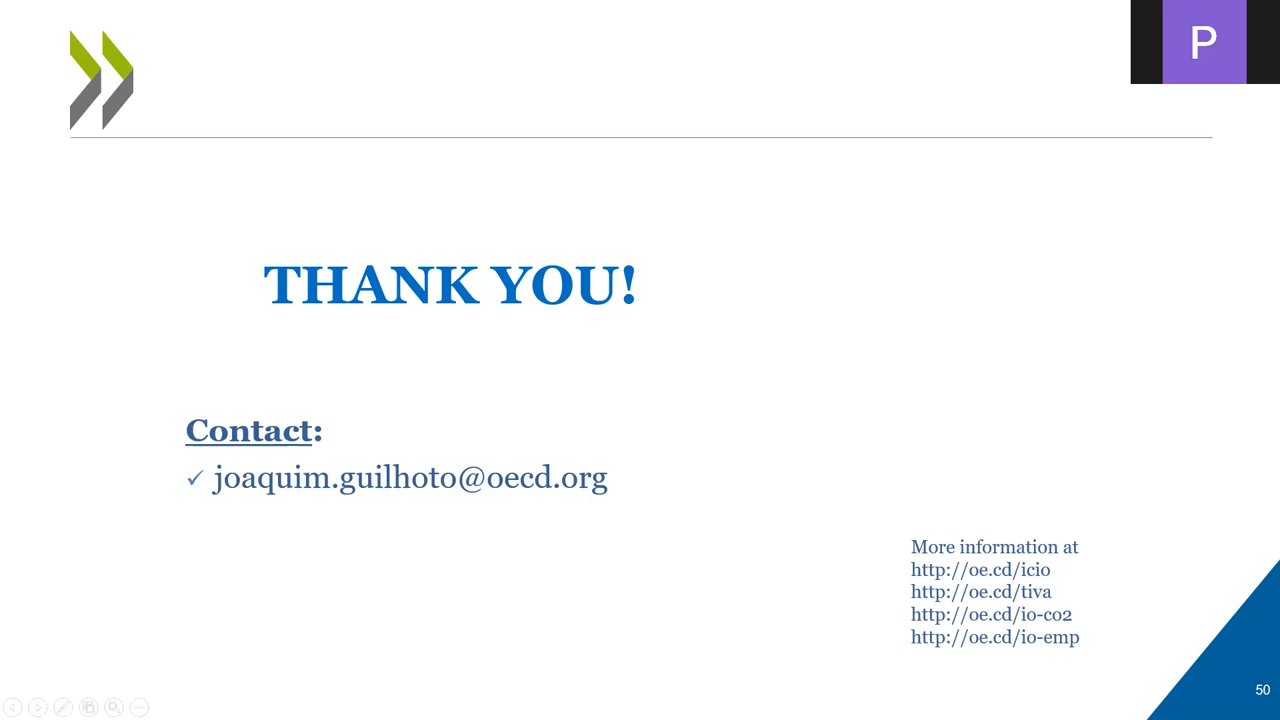 P
THANK YOU!
Contact:
joaquim.guilhoto@oecd.org
More information at
http://oe.cd/icio
http://oe.cd/tiva
http://oe.cd/io-co2
http://oe.cd/io-emp
50